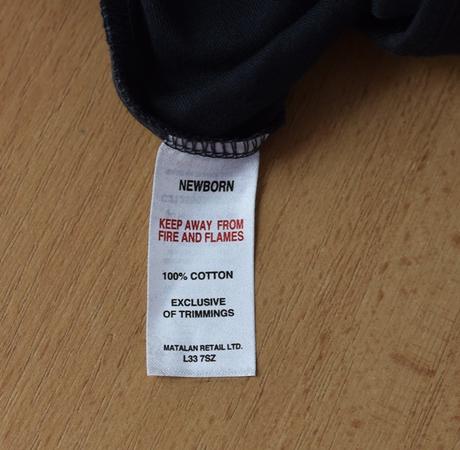 NEWBORN
KEEP AWAY FROM
FIRE AND FLAMES
100% COTTON
EXCLUSIVE
OF TRIMMINGS
MATALAN RETAIL LTD.
L33 7SZ